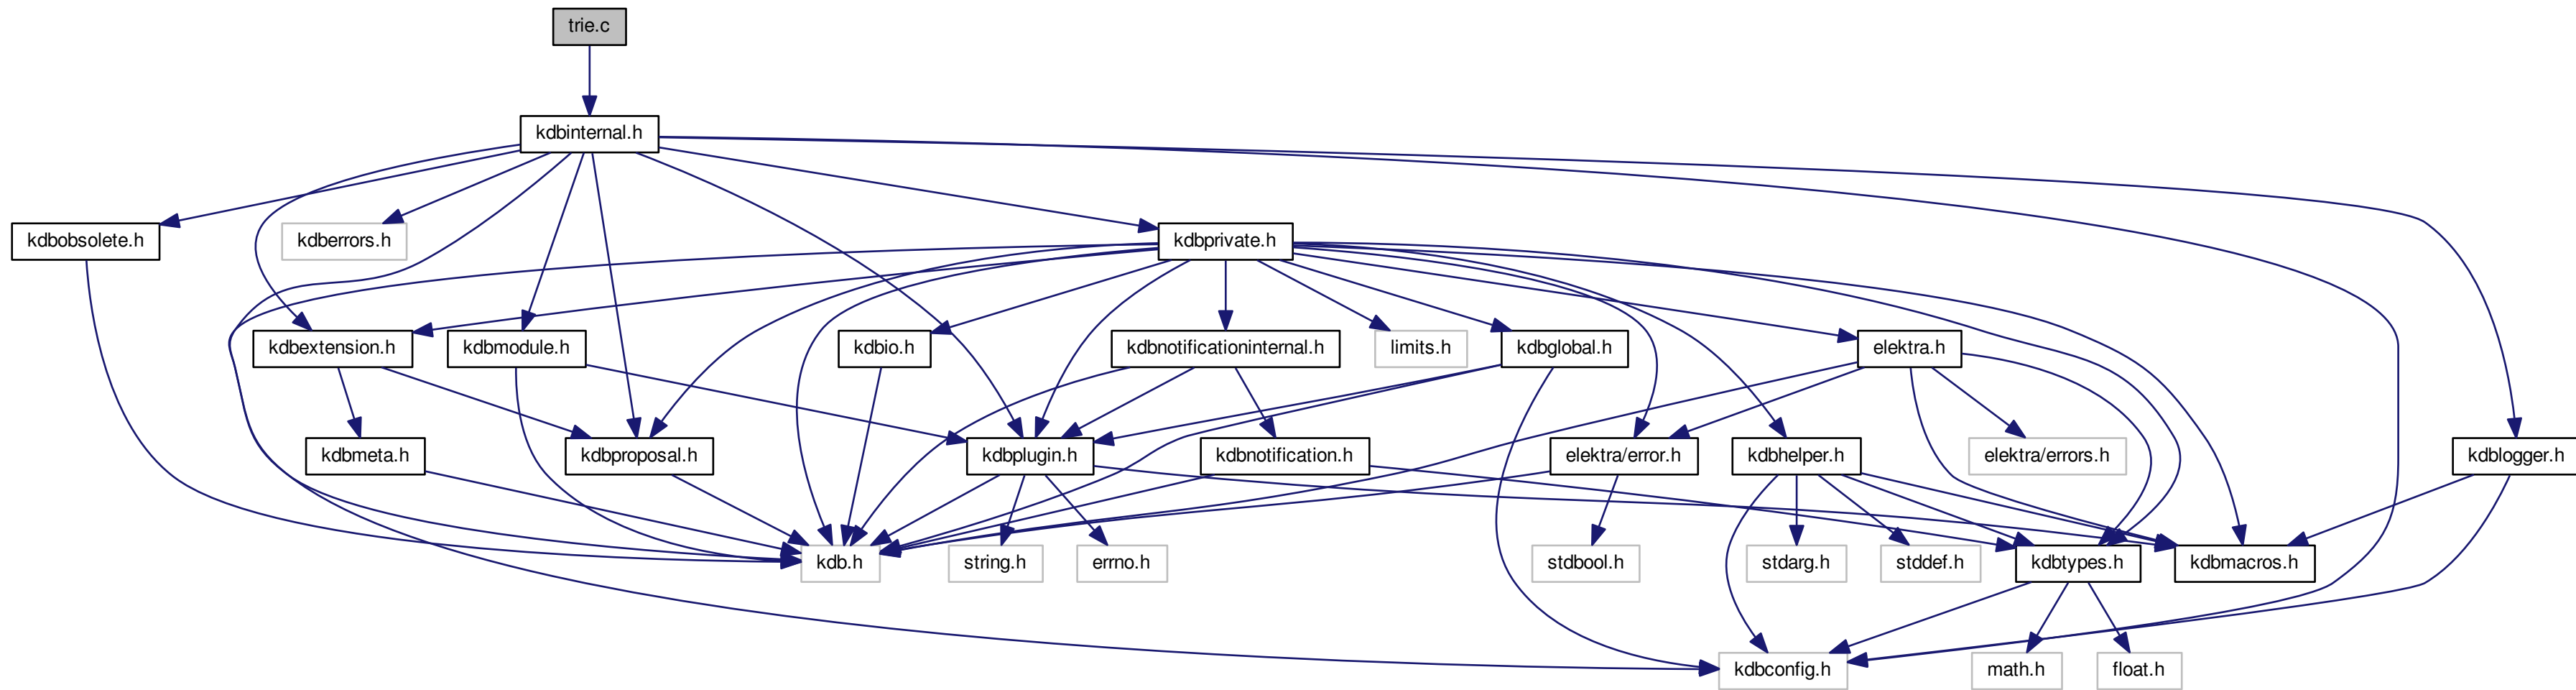 trie.c
kdbinternal.h
kdbobsolete.h
kdberrors.h
kdbprivate.h
kdbextension.h
kdbmodule.h
kdbio.h
kdbnotificationinternal.h
limits.h
kdbglobal.h
elektra.h
kdbmeta.h
kdbproposal.h
kdbplugin.h
kdbnotification.h
elektra/error.h
kdbhelper.h
elektra/errors.h
kdblogger.h
kdb.h
string.h
errno.h
stdbool.h
stdarg.h
stddef.h
kdbtypes.h
kdbmacros.h
kdbconfig.h
math.h
float.h